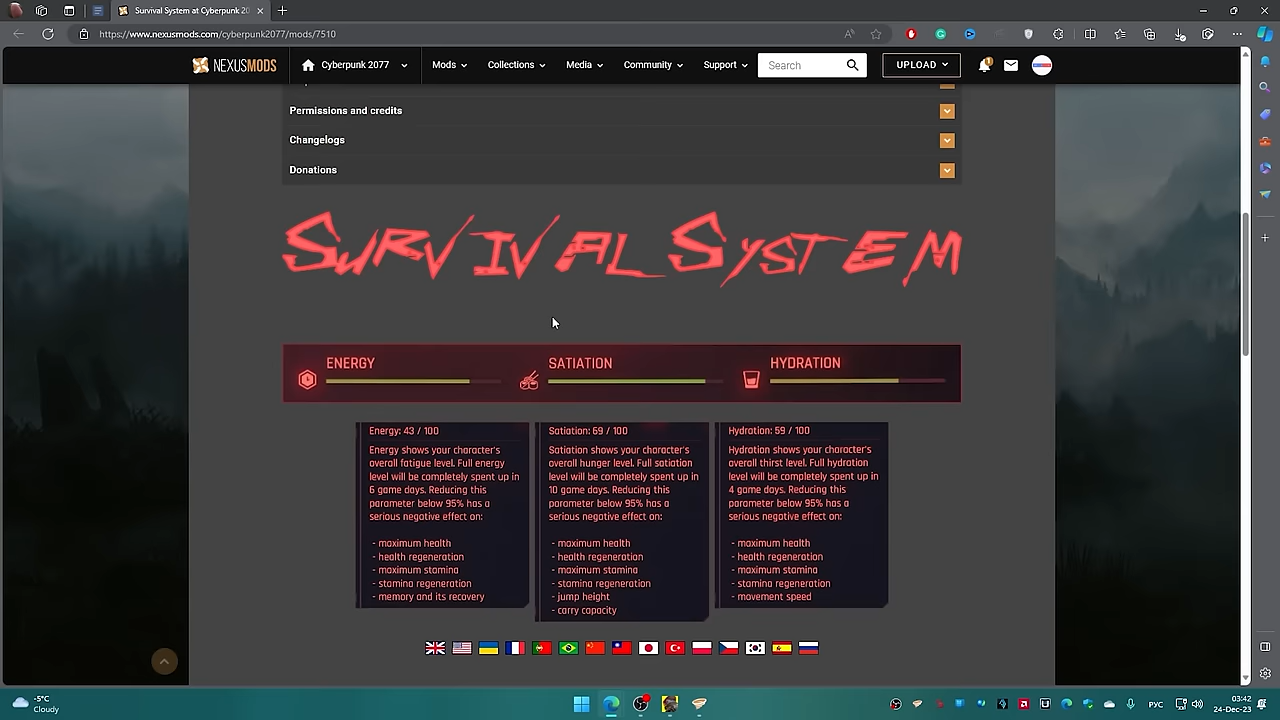 Survival System at Cyberpunk 20
https://www.nexusmods.com/cyberpunk2077/mods/7510
NEXUSMODS
Cyberpunk 2077
Mods
Collections
Media
Community
Support
Search
UPLOAD
1
Permissions and credits
Changelogs
Donations
SURVIVAL SYSTEM
ENERGY
SATIATION
HYDRATION
Energy: 43 / 100
Energy shows your character's
overall fatigue level. Full energy
level will be completely spent up in
6 game days. Reducing this
parameter below 95% has a
serious negative effect on:
- maximum health
- health regeneration
- maximum stamina
- stamina regeneration
- memory and its recovery
Satiation: 69 / 100
Satiation shows your character's
overall hunger level. Full satiation
level will be completely spent up in
10 game days. Reducing this
parameter below 95% has a
serious negative effect on:
- maximum health
- health regeneration
- maximum stamina
- stamina regeneration
- jump height
- carry capacity
Hydration: 59 / 100
Hydration shows your character's
overall thirst level. Full hydration
level will be completely spent up in
4 game days. Reducing this
parameter below 95% has a
serious negative effect on:
- maximum health
- health regeneration
- maximum stamina
- stamina regeneration
- movement speed
-5°C
Cloudy
РУС
03:42
24-Dec-23